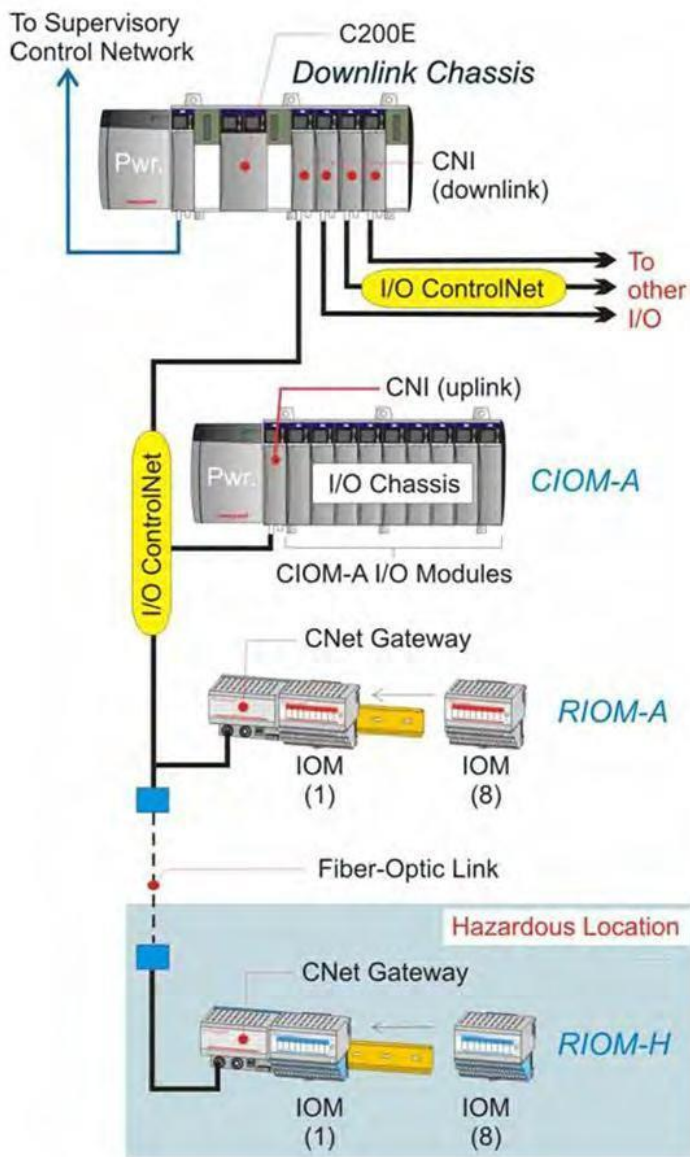 To Supervisory
Control Network
C200E
Downlink Chassis
Pwr.
CNI
(downlink)
I/O ControlNet
To
other
I/O
CNI (uplink)
Pwr.
I/O Chassis
CIOM-A
I/O ControlNet
CIOM-A I/O Modules
CNet Gateway
RIOM-A
IOM
(1)
IOM
(8)
Fiber-Optic Link
Hazardous Location
CNet Gateway
RIOM-H
IOM
(1)
IOM
(8)